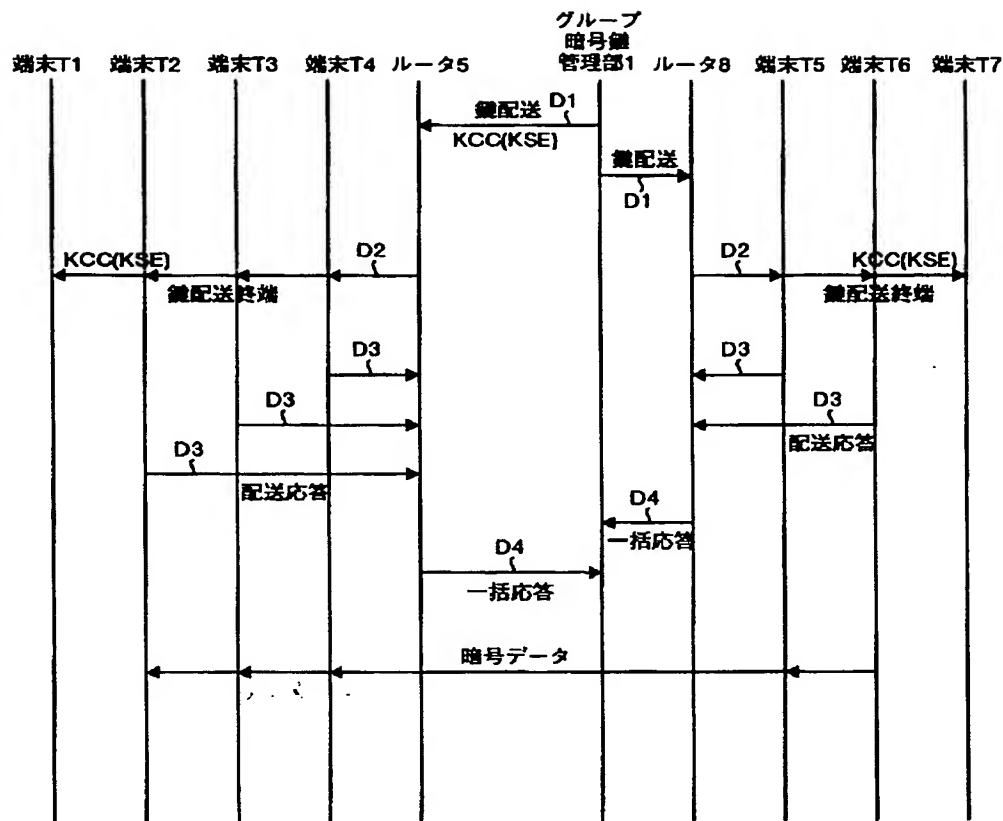 グループ
暗号鍵
管理部1
端末T1 端末T2 端末T3 端末T4 ルータ5 ルータ8 端末T5 端末T6 端末T7
鍵配送 D1
KCC(KSE)
鍵配送
D1
KCC(KSE) D2 D2 KCC(KSE)
鍵配送終端 鍵配送終端
D3 D3
D3 D3
配送応答
D3
配送応答
D4
一括応答
D4
一括応答
暗号データ